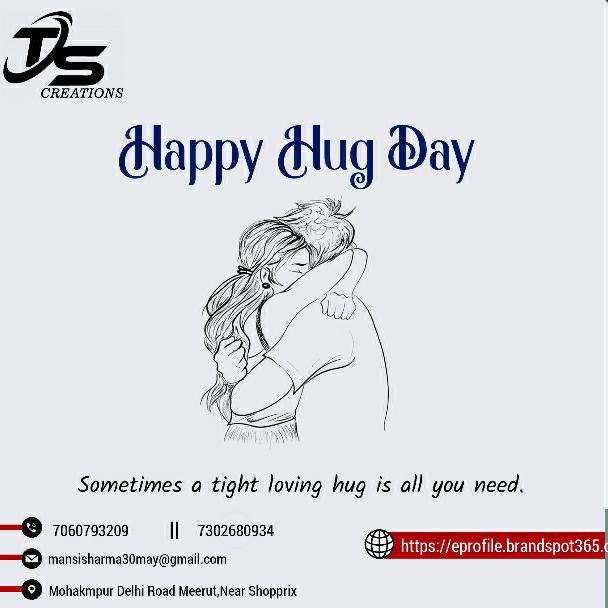 TS
CREATIONS
Happy Hug Day
Sometimes a tight loving hug is all you need.
7060793209 || 7302680934
mansisharma30may@gmail.com
https://eprofile.brandspot365.c
Mohakmpur Delhi Road Meerut,Near Shopprix